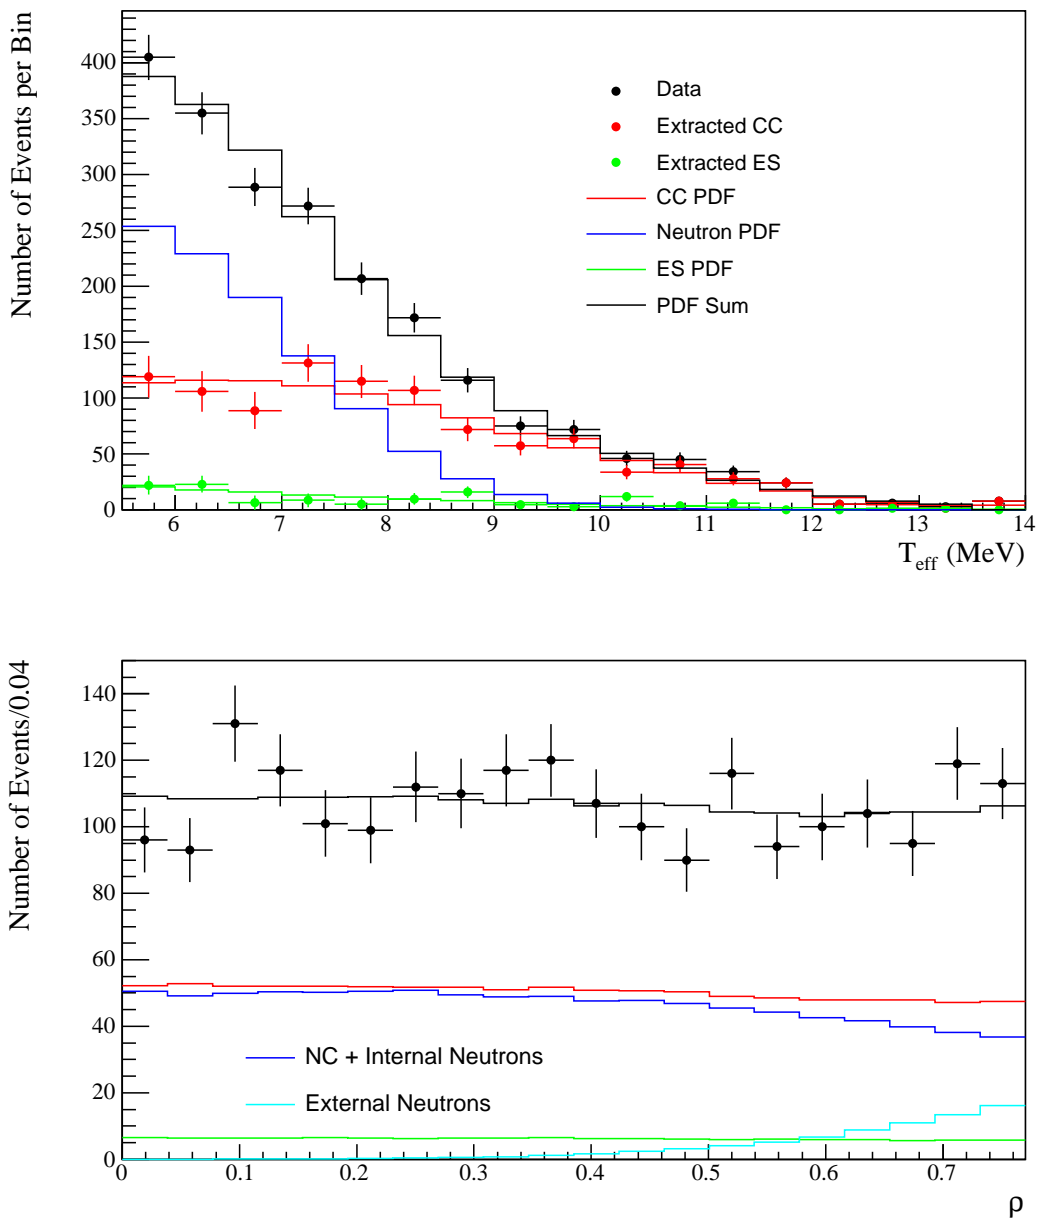 Number of Events per Bin
400
350
300
250
200
150
100
50
0
Data
Extracted CC
Extracted ES
CC PDF
Neutron PDF
ES PDF
PDF Sum
6 7 8 9 10 11 12 13 14
T_eff (MeV)
Number of Events/0.04
140
120
100
80
60
40
20
0
NC + Internal Neutrons
External Neutrons
0 0.1 0.2 0.3 0.4 0.5 0.6 0.7
ρ